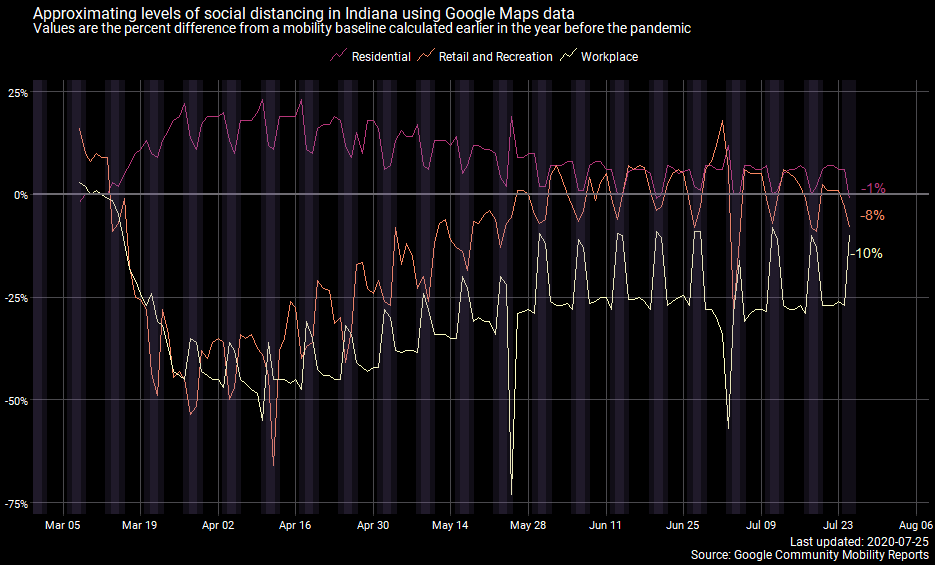 Approximating levels of social distancing in Indiana using Google Maps data
Values are the percent difference from a mobility baseline calculated earlier in the year before the pandemic
Residential Retail and Recreation Workplace
25%
0%
-25%
-50%
-75%
-1%
-8%
-10%
Mar 05 Mar 19 Apr 02 Apr 16 Apr 30 May 14 May 28 Jun 11 Jun 25 Jul 09 Jul 23 Aug 06
Last updated: 2020-07-25
Source: Google Community Mobility Reports